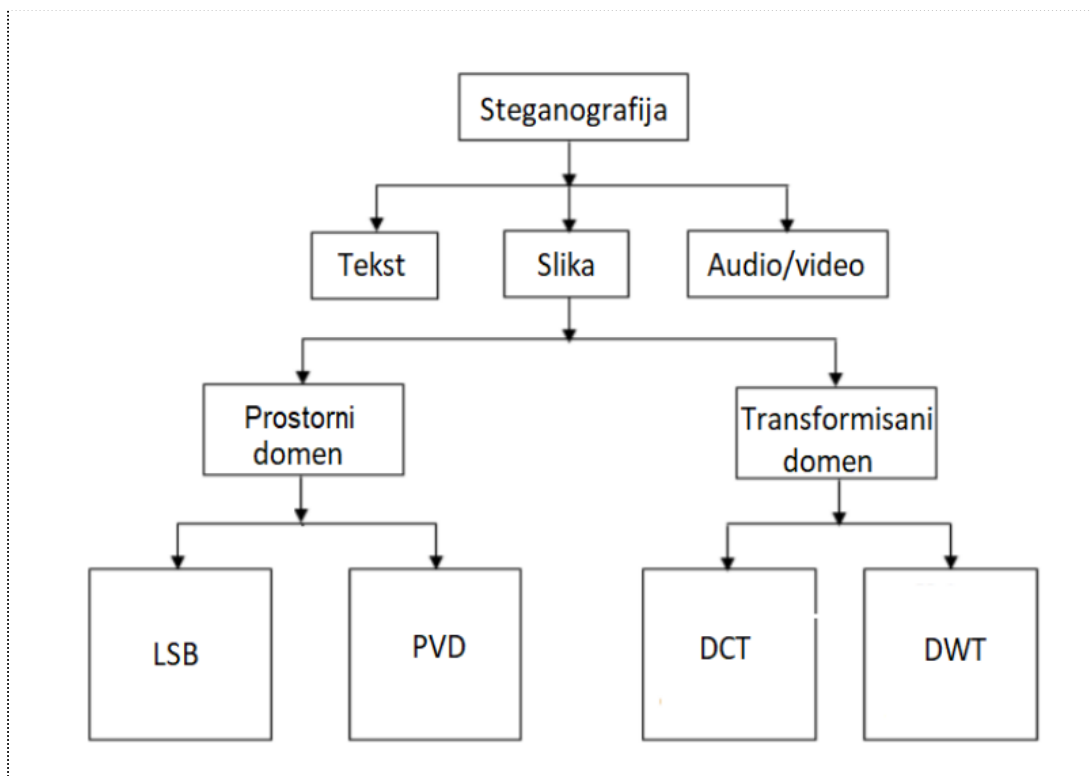 Steganografija
Tekst
Slika
Audio/video
Prostorni
domen
Transformisani
domen
LSB
PVD
DCT
DWT